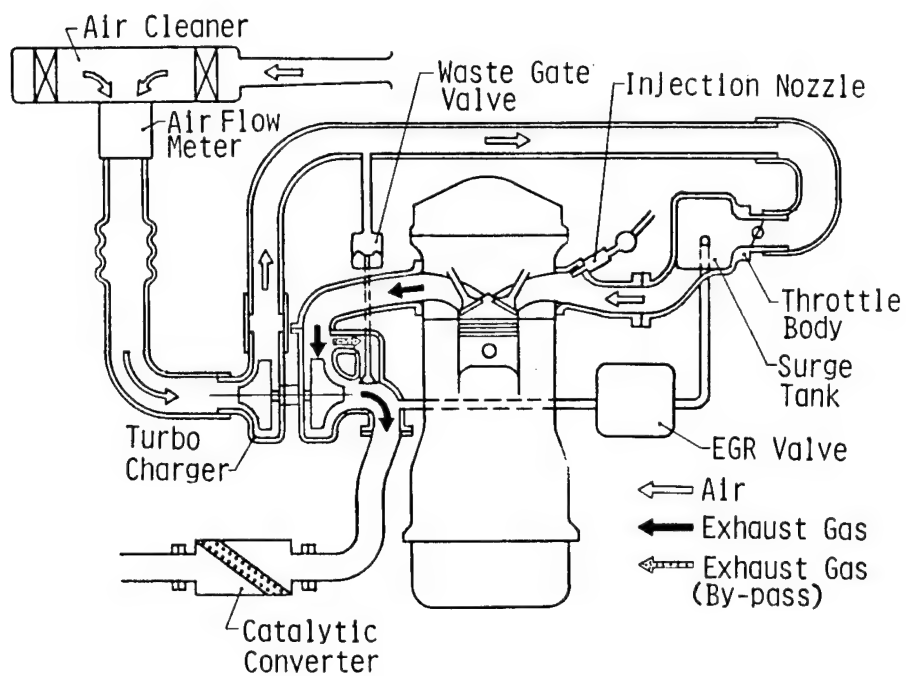 Air Cleaner
Waste Gate
Valve
Injection Nozzle
Air Flow
Meter
Throttle
Body
Surge
Tank
Turbo
Charger
EGR Valve
Air
Exhaust Gas
Exhaust Gas
(By-pass)
Catalytic
Converter